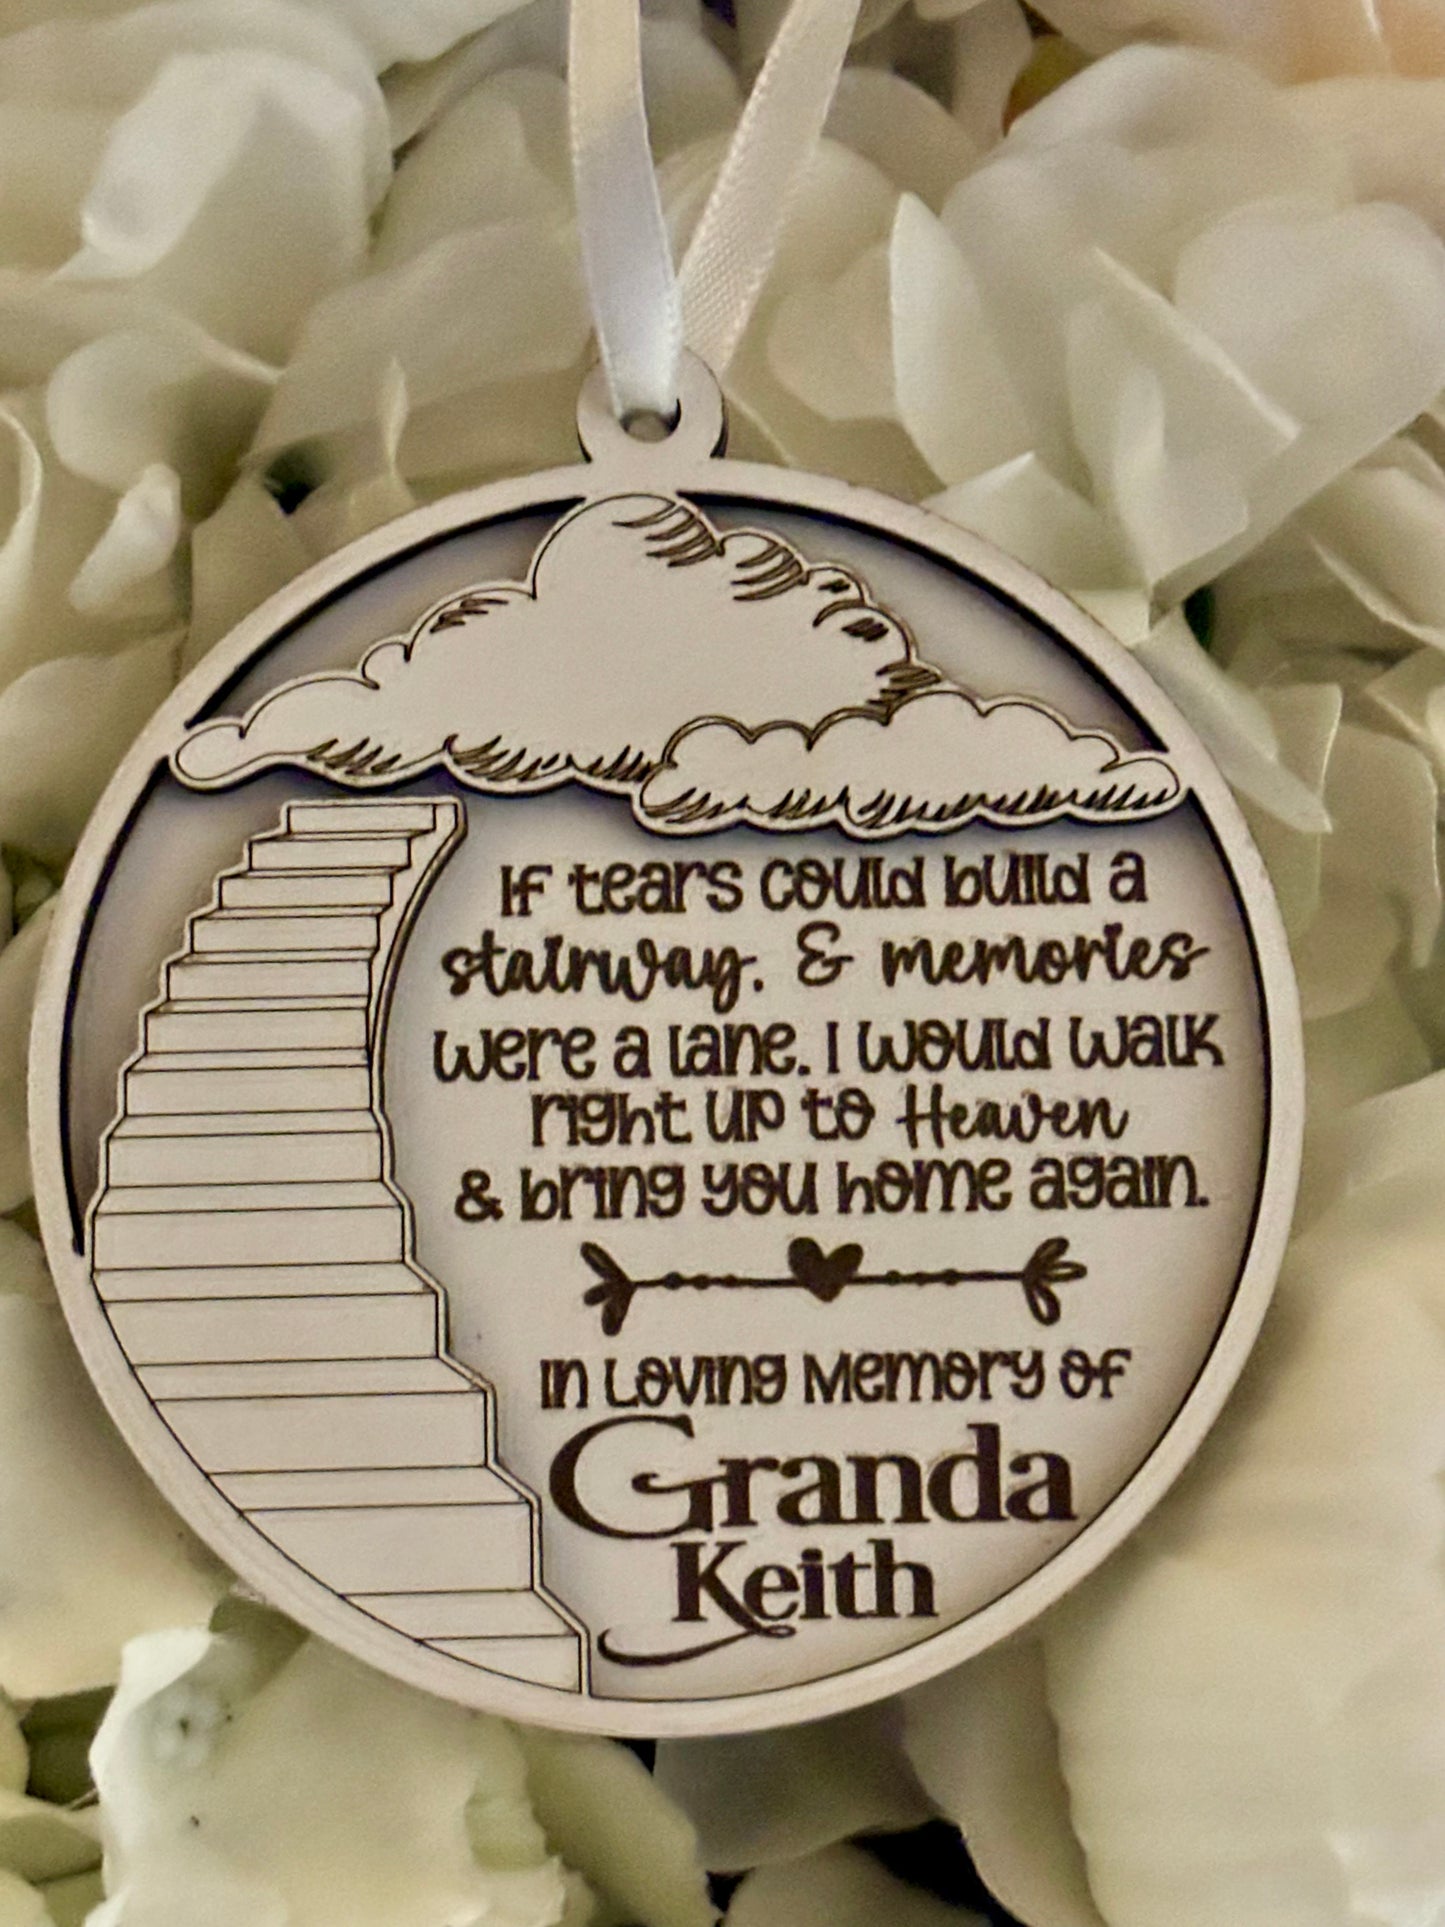 If tears could build a
stairway. & memories
were a lane. I would walk
right up to Heaven
& bring you home again.
In Loving Memory of
Granda
Keith